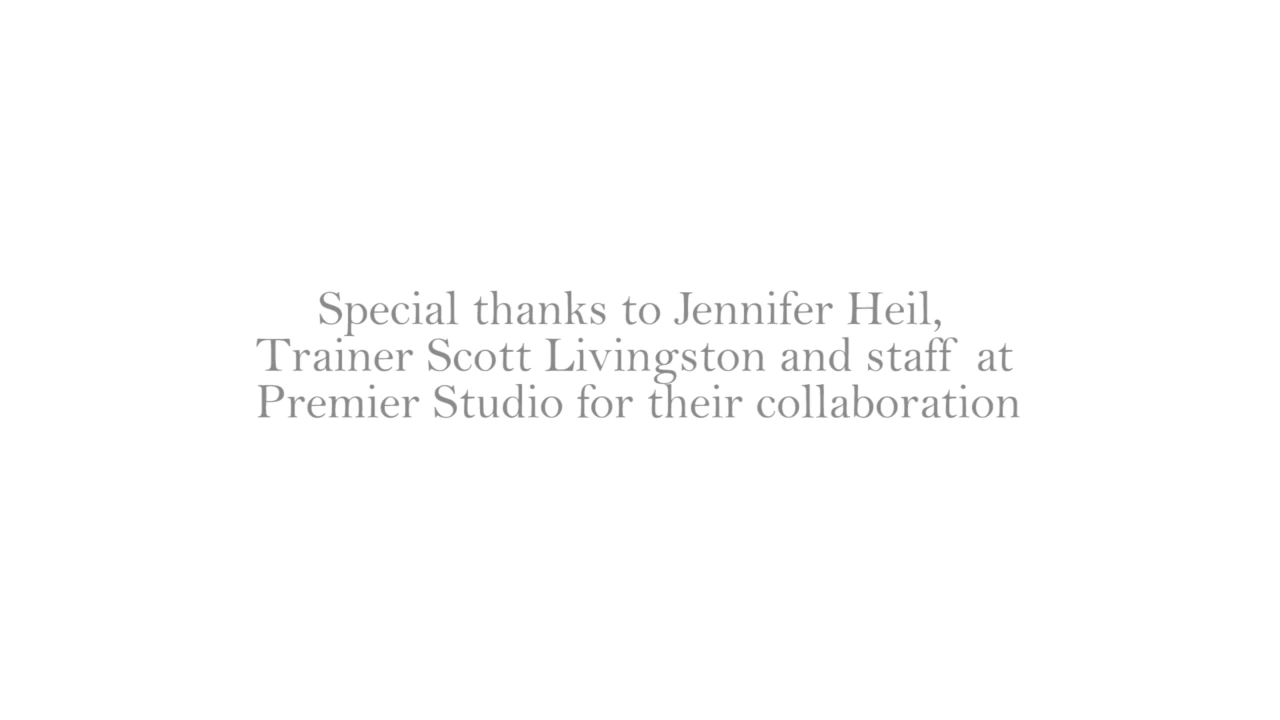 Special thanks to Jennifer Heil,
Trainer Scott Livingston and staff at
Premier Studio for their collaboration